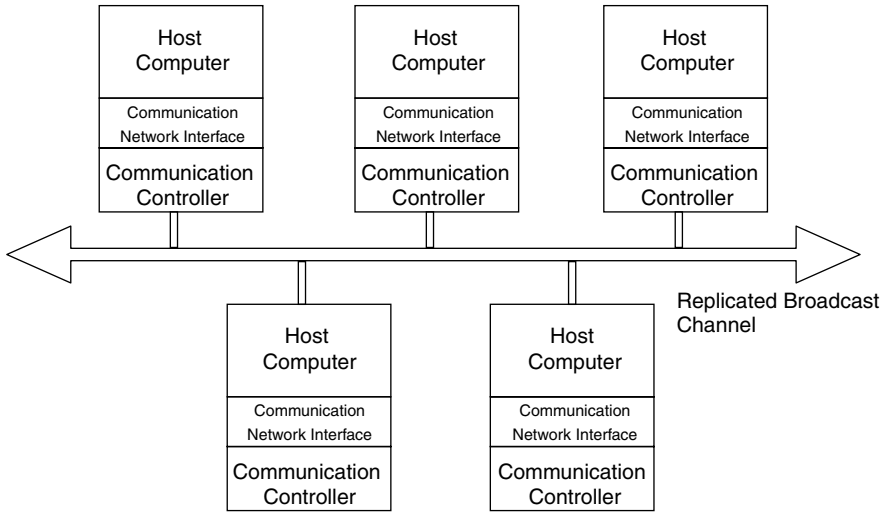 Host
Computer
Communication
Network Interface
Communication
Controller
Host
Computer
Communication
Network Interface
Communication
Controller
Host
Computer
Communication
Network Interface
Communication
Controller
Replicated Broadcast
Channel
Host
Computer
Communication
Network Interface
Communication
Controller
Host
Computer
Communication
Network Interface
Communication
Controller